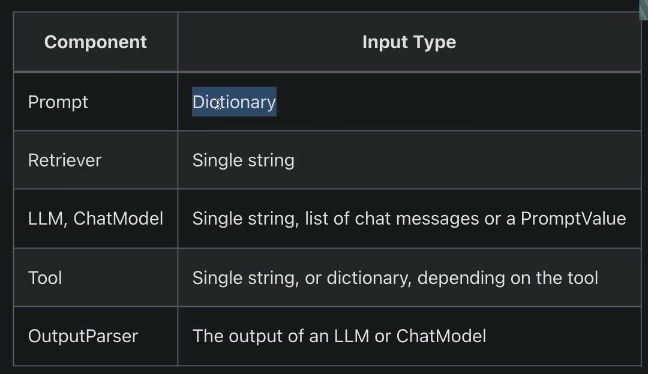 Component Input Type
Prompt Dictionary
Retriever Single string
LLM, ChatModel Single string, list of chat messages or a PromptValue
Tool Single string, or dictionary, depending on the tool
OutputParser The output of an LLM or ChatModel